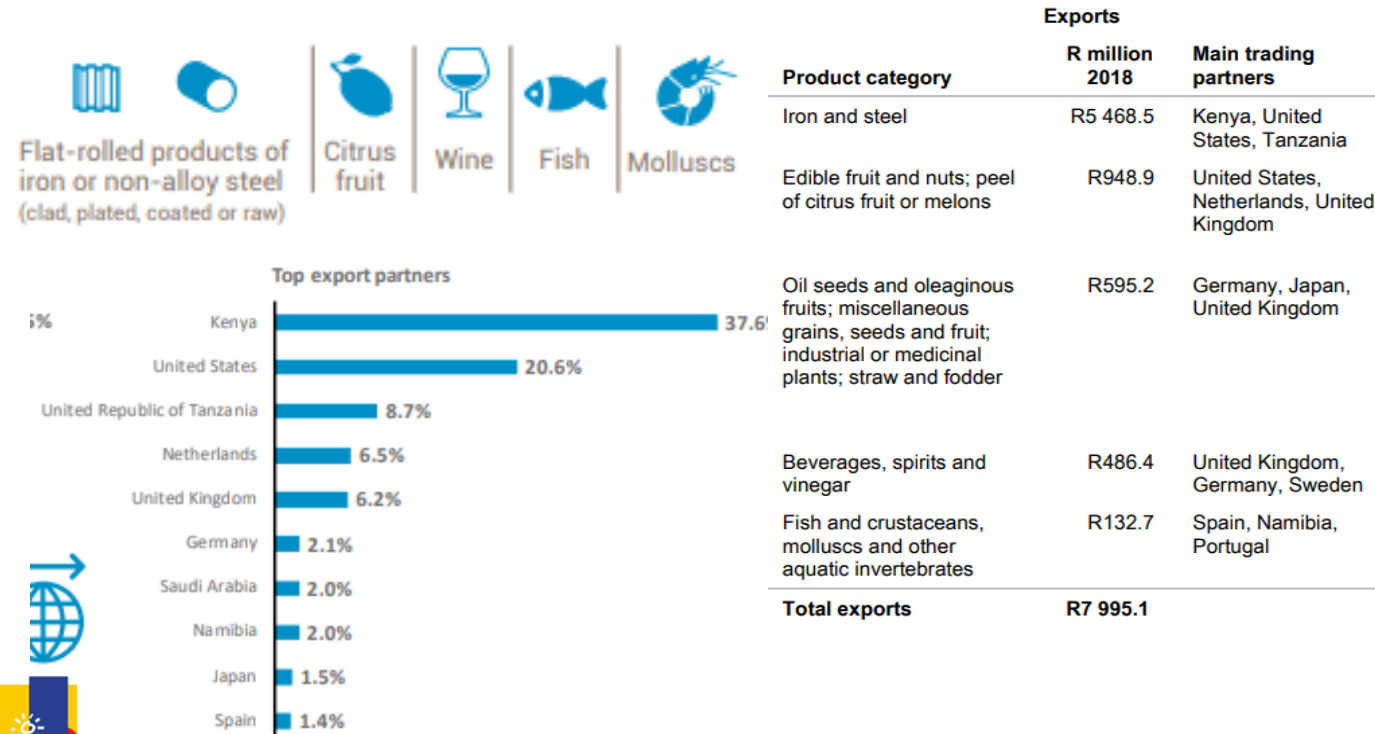 Flat-rolled products of
iron or non-alloy steel
(clad, plated, coated or raw)
Citrus
fruit
Wine
Fish
Molluscs
Top export partners
Kenya 37.6
United States 20.6%
United Republic of Tanzania 8.7%
Netherlands 6.5%
United Kingdom 6.2%
Germany 2.1%
Saudi Arabia 2.0%
Namibia 2.0%
Japan 1.5%
Spain 1.4%
Exports
Product category
R million
2018
Main trading
partners
Iron and steel R5 468.5 Kenya, United
States, Tanzania
Edible fruit and nuts; peel R948.9 United States,
of citrus fruit or melons Netherlands, United
Kingdom
Oil seeds and oleaginous R595.2 Germany, Japan,
fruits; miscellaneous United Kingdom
grains, seeds and fruit;
industrial or medicinal
plants; straw and fodder
Beverages, spirits and R486.4 United Kingdom,
vinegar Germany, Sweden
Fish and crustaceans, R132.7 Spain, Namibia,
molluscs and other Portugal
aquatic invertebrates
Total exports R7 995.1